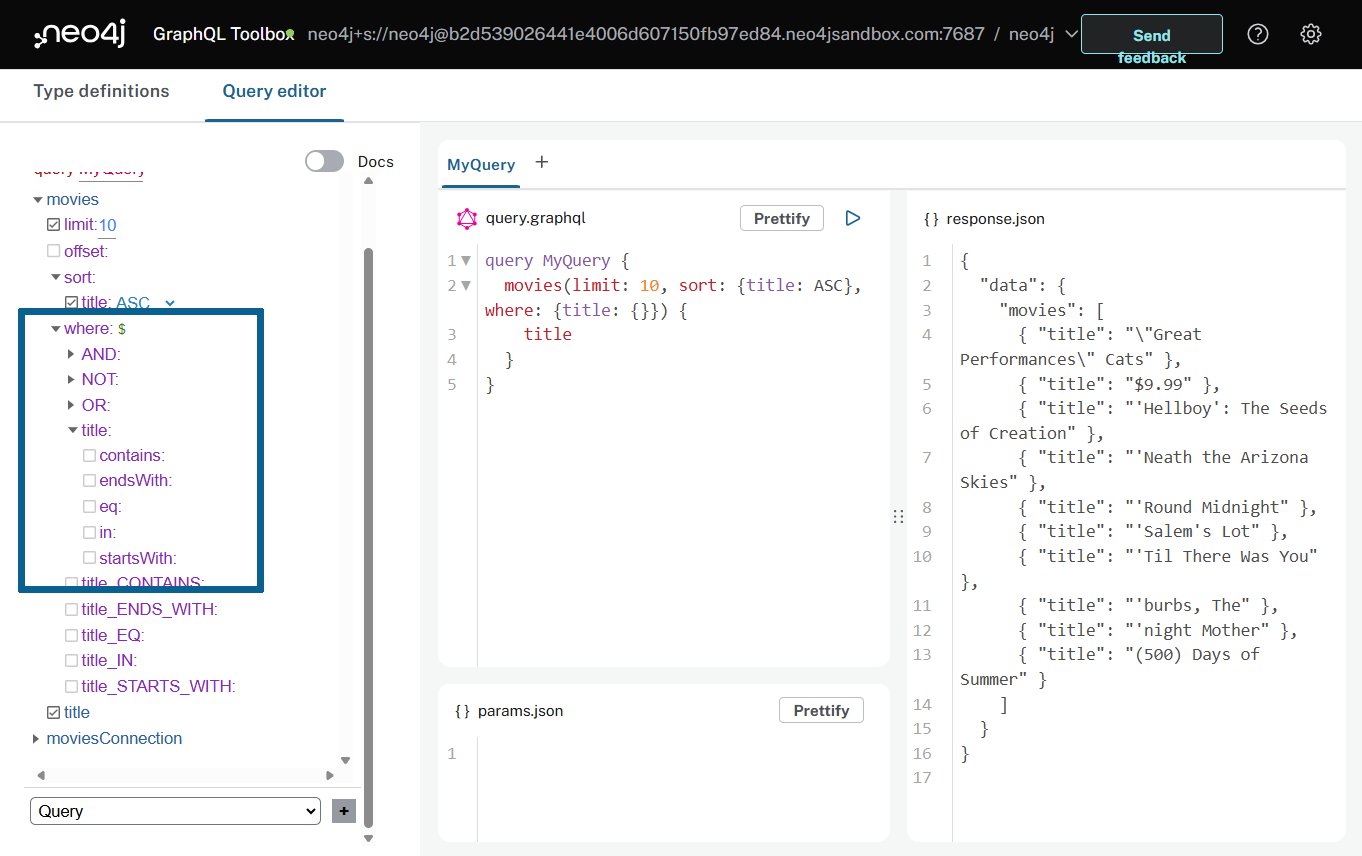 neo4j GraphQL Toolbox neo4j+s://neo4j@b2d539026441e4006d607150fb97ed84.neo4jsandbox.com:7687 / neo4j Send feedback ?
Type definitions Query editor
Docs
query MyQuery
movies
limit:10
offset:
sort:
title: ASC
where: $
AND:
NOT:
OR:
title:
contains:
endsWith:
eq:
in:
startsWith:
title_CONTAINS:
title_ENDS_WITH:
title_EQ:
title_IN:
title_STARTS_WITH:
title
moviesConnection
Query +
MyQuery +
query.graphql Prettify
1 query MyQuery {
2 movies(limit: 10, sort: {title: ASC},
where: {title: {}}) {
3 title
4 }
5 }
{} params.json Prettify
1
{} response.json
1 {
2 "data": {
3 "movies": [
4 { "title": "\"Great
Performances\" Cats" },
5 { "title": "$9.99" },
6 { "title": "'Hellboy': The Seeds
of Creation" },
7 { "title": "'Neath the Arizona
Skies" },
8 { "title": "'Round Midnight" },
9 { "title": "'Salem's Lot" },
10 { "title": "'Til There Was You"
},
11 { "title": "'burbs, The" },
12 { "title": "'night Mother" },
13 { "title": "(500) Days of
Summer" }
14 ]
15 }
16 }
17